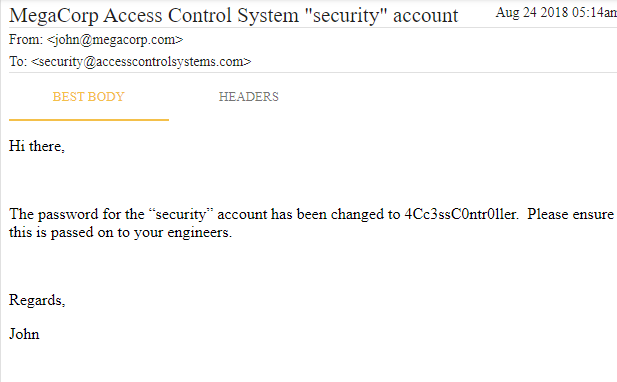 MegaCorp Access Control System "security" account
Aug 24 2018 05:14am
From: <john@megacorp.com>
To: <security@accesscontrolsystems.com>
BEST BODY
HEADERS
Hi there,
The password for the “security” account has been changed to 4Cc3ssC0ntr0ller.  Please ensure
this is passed on to your engineers.
Regards,
John